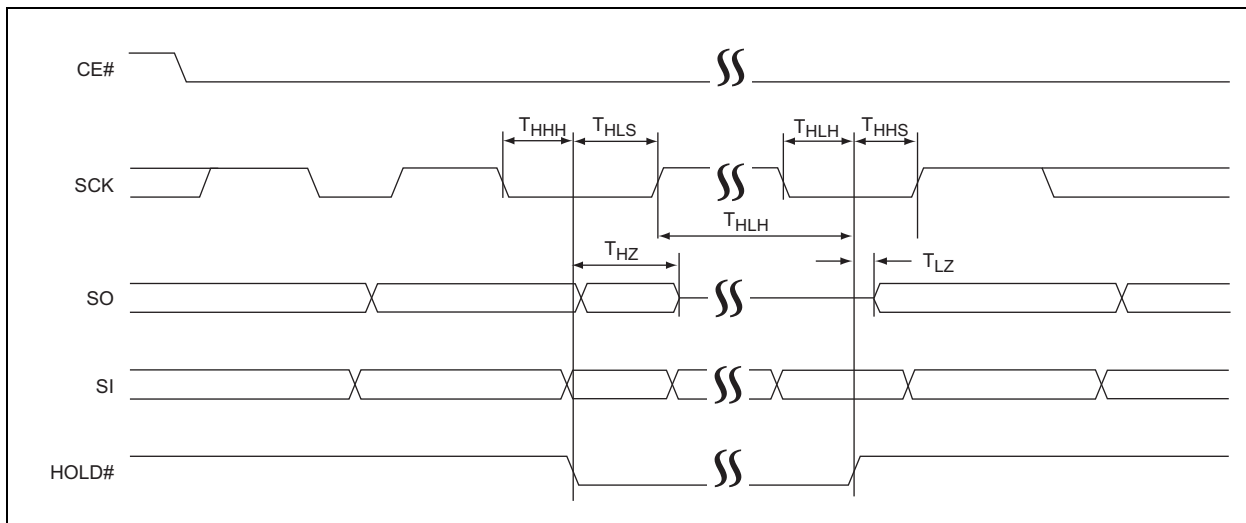 CE#
THHH THLS THLH THHS
SCK
THLH
THZ
TLZ
SO
SI
HOLD#